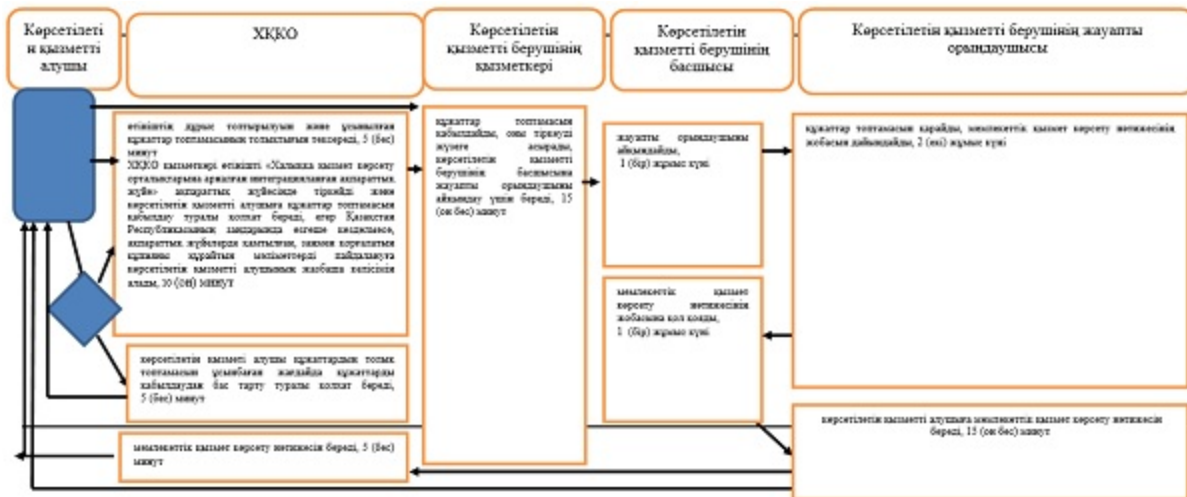 Көрсетілеті
н қызметті
алушы
ХҚКО
Көрсетілетін
қызметті берушінің
қызметкері
Көрсетілетін
қызметті берушінің
басшысы
Көрсетілетін қызметті берушінің жауапты
орындаушысы
өтініштің дұрыс толтырылуын және ұсынылған
құжаттар топтамасының толықтығын тексереді, 5 (бес)
минут
ХҚКО қызметкері өтінішті «Халыққа қызмет көрсету
орталықтарына арналған интеграцияланған ақпараттық
жүйе» ақпараттық жүйесінде тіркейді және
көрсетілетін қызметті алушыға құжаттар топтамасын
қабылдау туралы қолхат береді, егер Қазақстан
Республикасының заңдарында өзгеше көзделмесе,
ақпараттық жүйелерде қамтылған, заңмен қорғалатын
құпияны құрайтын мәліметтерді пайдалануға
көрсетілетін қызметті алушының жазбаша келісімін
алады, 10 (он) минут
көрсетілетін қызметі алушы құжаттардың толық
топтамасын ұсынбаған жағдайда құжаттарды
қабылдаудан бас тарту туралы қолхат береді,
5 (бес) минут
мемлекеттік қызмет көрсету нәтижесін береді, 5 (бес)
минут
құжаттар топтамасын
қабылдайды, оны тіркеуді
жүзеге асырады,
көрсетілетін қызметті
берушінің басшысына
жауапты орындаушыны
айқындау үшін береді, 15
(он бес) минут
жауапты орындаушыны
айқындайды,
1 (бір) жұмыс күні
мемлекеттік қызмет
көрсету нәтижесінің
жобасына қол қояды,
1 (бір) жұмыс күні
құжаттар топтамасын қарайды, мемлекеттік қызмет көрсету нәтижесінің
жобасын дайындайды, 2 (екі) жұмыс күні
көрсетілетін қызметті алушыға мемлекеттік қызмет көрсету нәтижесін
береді, 15 (он бес) минут